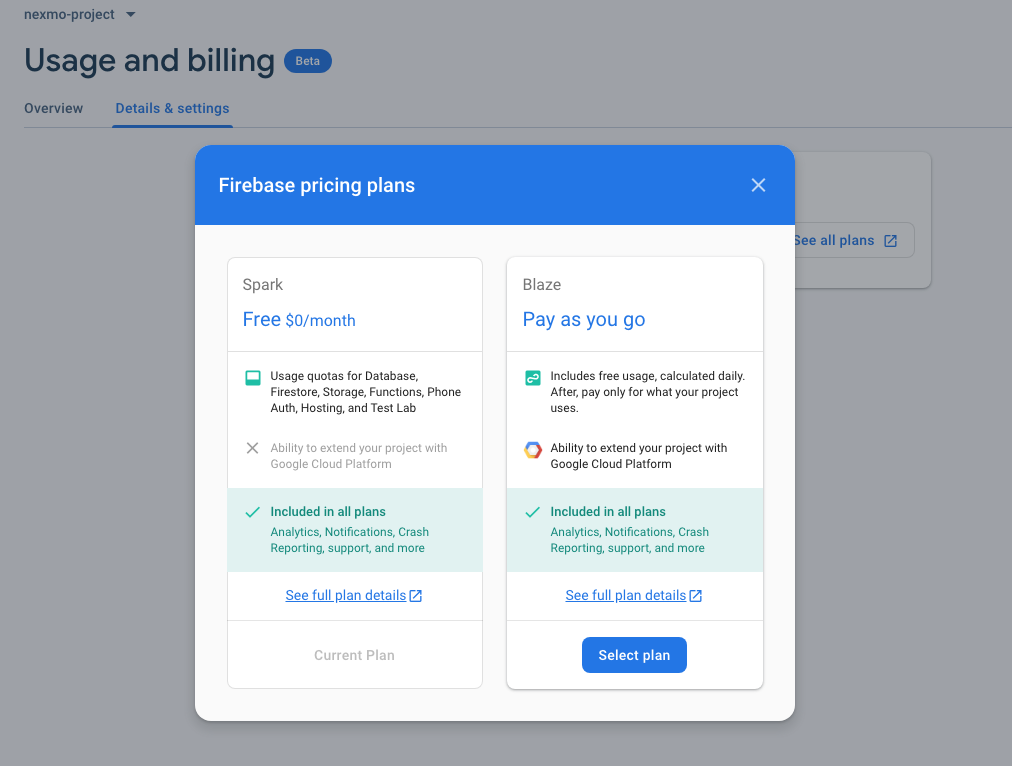 nexmo-project
Usage and billing
Beta
Overview
Details & settings
Firebase pricing plans
See all plans
Spark
Free $0/month
Usage quotas for Database,
Firestore, Storage, Functions, Phone
Auth, Hosting, and Test Lab
Ability to extend your project with
Google Cloud Platform
Included in all plans
Analytics, Notifications, Crash
Reporting, support, and more
See full plan details
Current Plan
Blaze
Pay as you go
Includes free usage, calculated daily.
After, pay only for what your project
uses.
Ability to extend your project with
Google Cloud Platform
Included in all plans
Analytics, Notifications, Crash
Reporting, support, and more
See full plan details
Select plan